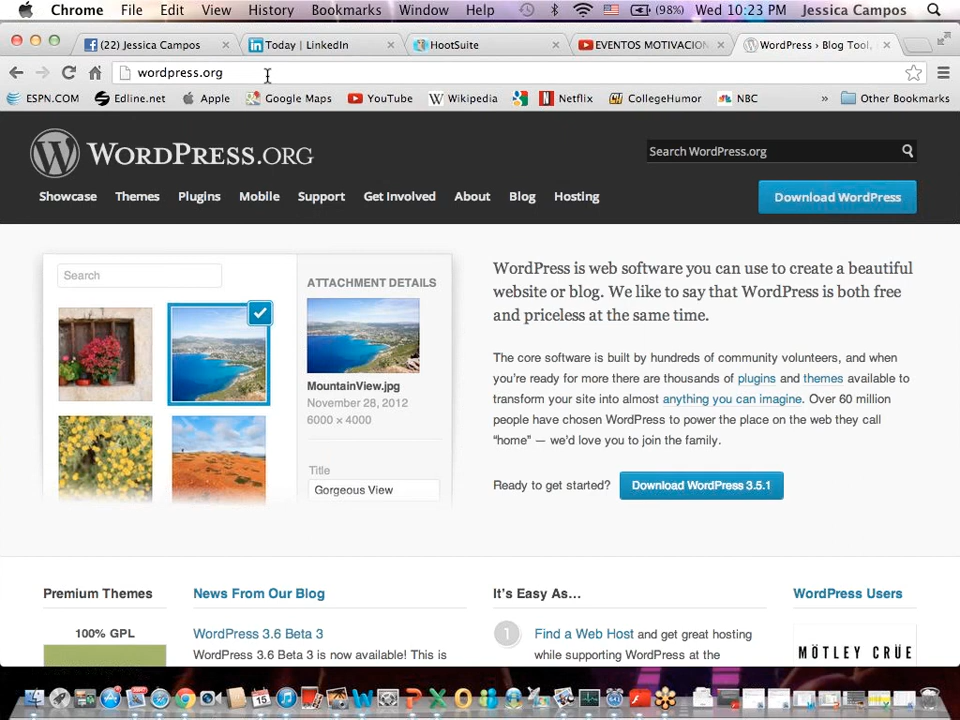 Chrome File Edit View History Bookmarks Window Help (98%) Wed 10:23 PM Jessica Campos
(22) Jessica Campos × Today | LinkedIn × HootSuite × EVENTOS MOTIVACION × WordPress › Blog Tool, ×
wordpress.org
ESPN.COM Edline.net Apple Google Maps YouTube Wikipedia Netflix CollegeHumor NBC » Other Bookmarks
WORDPRESS.ORG
Search WordPress.org
Showcase Themes Plugins Mobile Support Get Involved About Blog Hosting
Download WordPress
Search
ATTACHMENT DETAILS
MountainView.jpg
November 28, 2012
6000 × 4000
Title
Gorgeous View
WordPress is web software you can use to create a beautiful
website or blog. We like to say that WordPress is both free
and priceless at the same time.
The core software is built by hundreds of community volunteers, and when
you're ready for more there are thousands of plugins and themes available to
transform your site into almost anything you can imagine. Over 60 million
people have chosen WordPress to power the place on the web they call
"home" — we'd love you to join the family.
Ready to get started? Download WordPress 3.5.1
Premium Themes
100% GPL
News From Our Blog
WordPress 3.6 Beta 3
WordPress 3.6 Beta 3 is now available! This is
It's Easy As…
1 Find a Web Host and get great hosting
while supporting WordPress at the
WordPress Users
MÖTLEY CRÜE
15